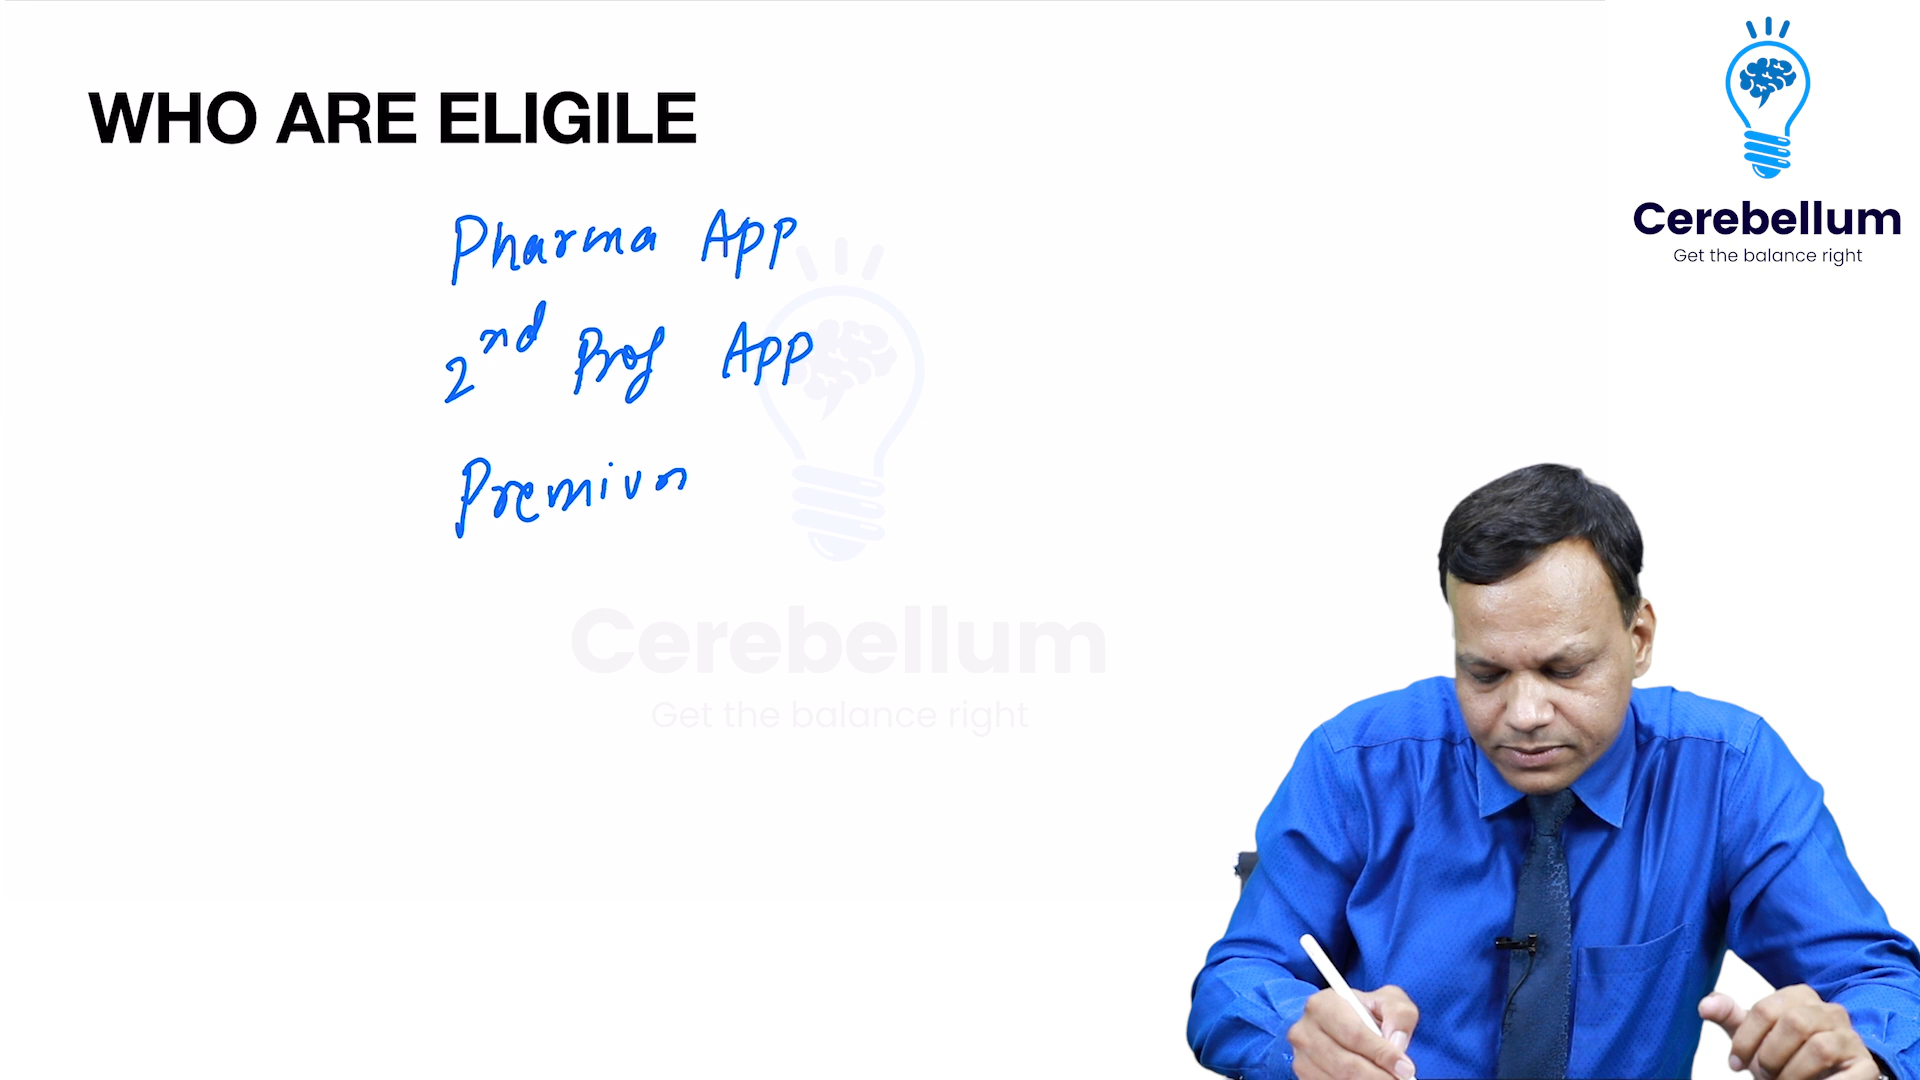 WHO ARE ELIGILE
Cerebellum
Get the balance right
Pharma App
2nd Prof App
Premium
Cerebellum
Get the balance right